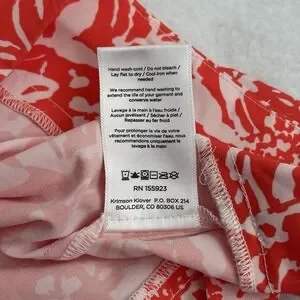 Hand wash cold / Do not bleach /
Lay flat to dry / Cool iron when
needed
We recommend hand washing to
extend the life of your garment and
conserve water
Lavage à la main à l'eau froide /
Aucun javellisant / Sécher à plat /
Repasser au fer froid
Pour prolonger la vie de votre
vêtement et économiser l'eau, nous
recommandons uniquement le
lavage à la main
RN 155923
Krimson Klover P.O. BOX 214
BOULDER, CO 80306 US